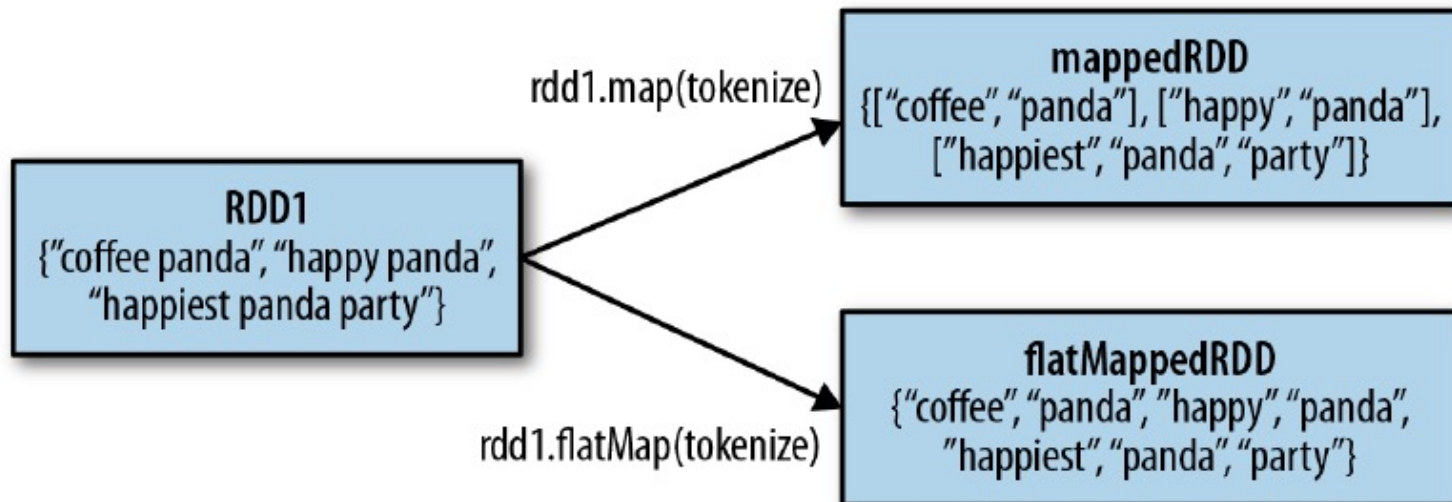 rdd1.map(tokenize)
mappedRDD
{[“coffee”,“panda”], [”happy”,“panda”],
[”happiest”,“panda”,“party”]}
RDD1
{”coffee panda”, “happy panda”,
“happiest panda party”}
rdd1.flatMap(tokenize)
flatMappedRDD
{“coffee”,“panda”,”happy”,“panda”,
”happiest”,“panda”,“party”}